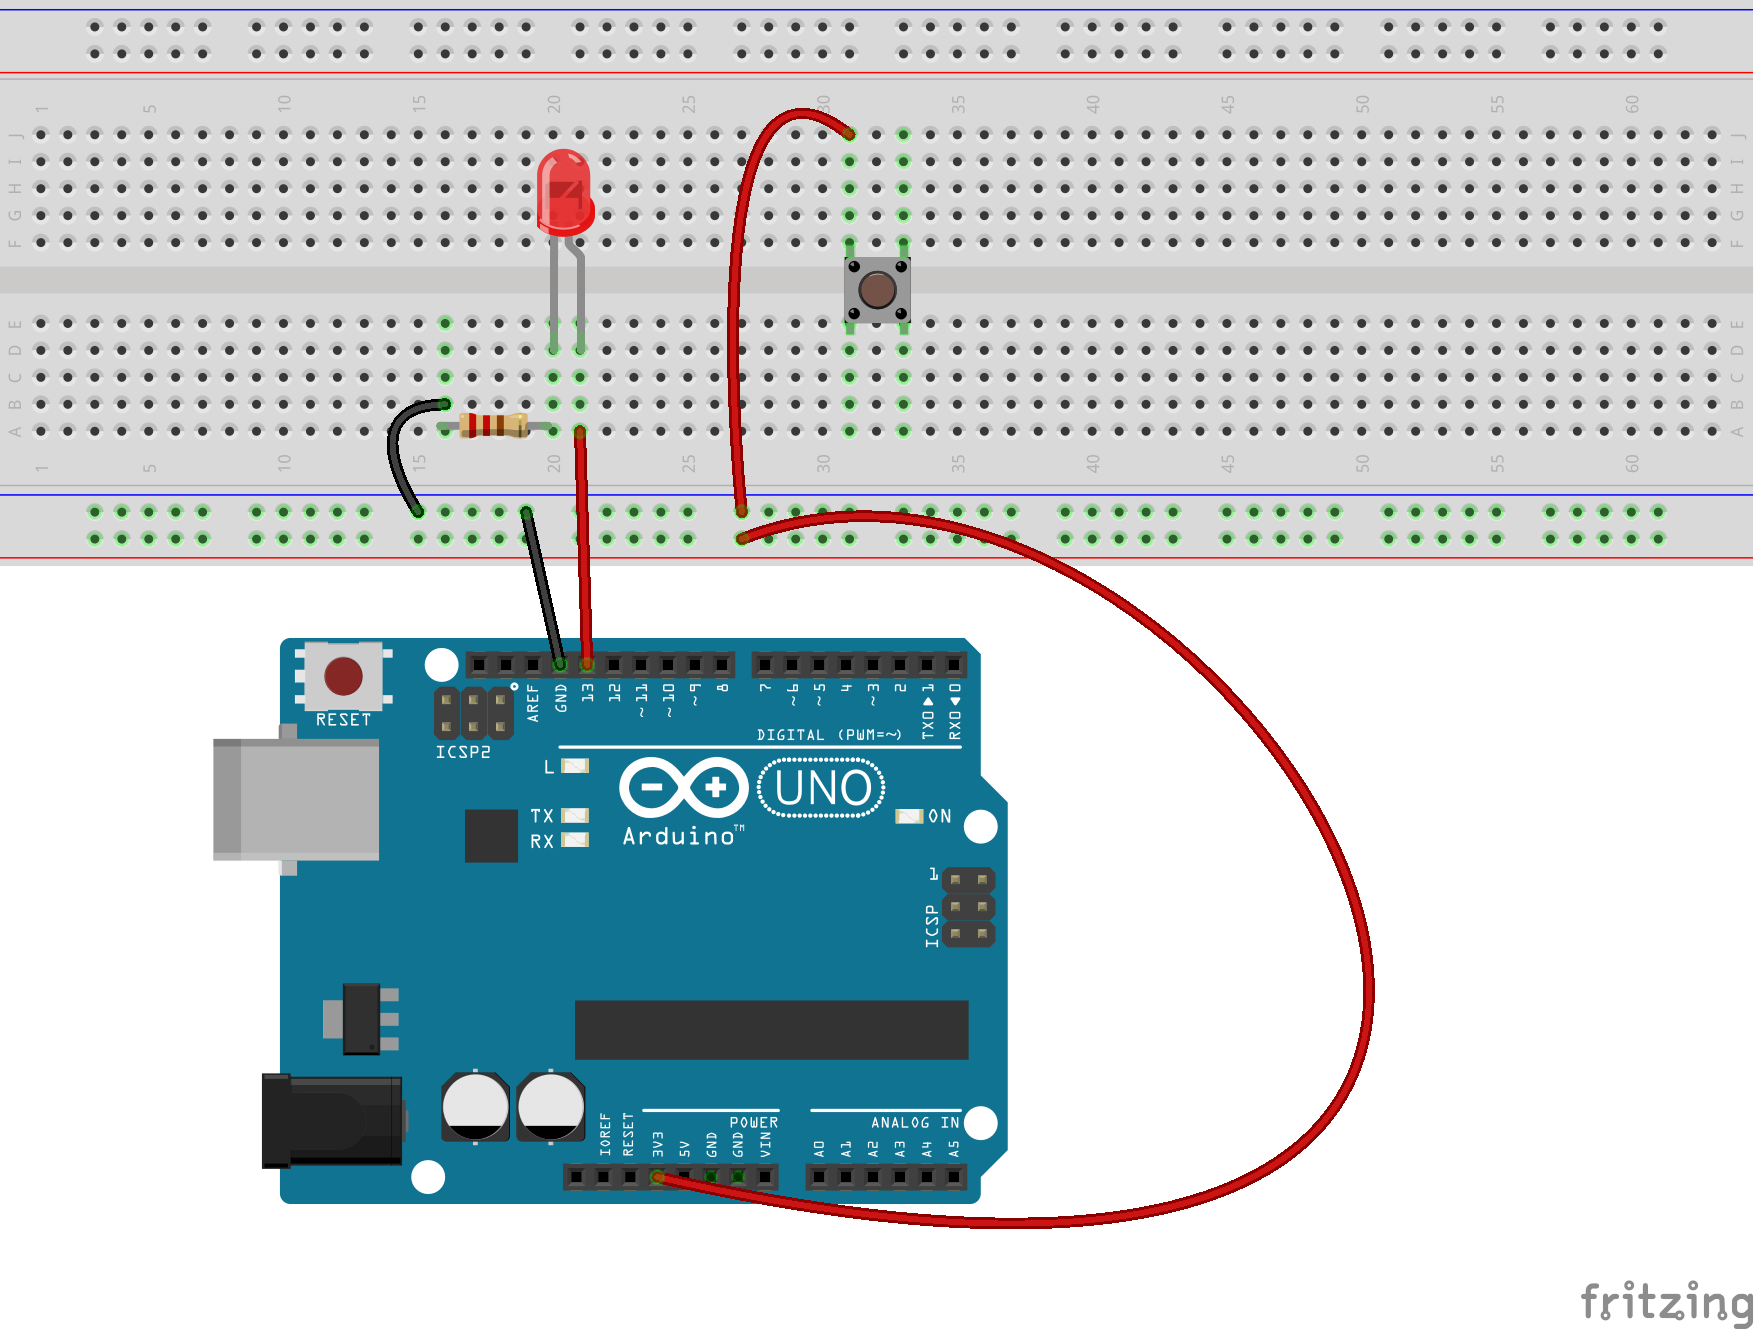 1 5 10 15 20 25 30 35 40 45 50 55 60
J J
I I
H H
G G
F F
E E
D D
C C
B B
A A
1 5 10 15 20 25 30 35 40 45 50 55 60
RESET
ICSP2
AREF
GND
13
12
~11
~10
~9
8
7
~6
~5
4
~3
2
TX0▶1
RX0◀0
DIGITAL (PWM=~)
L
TX
RX
Arduino™
UNO
ON
1
ICSP
POWER
ANALOG IN
IOREF
RESET
3V3
5V
GND
GND
VIN
A0
A1
A2
A3
A4
A5
fritzing